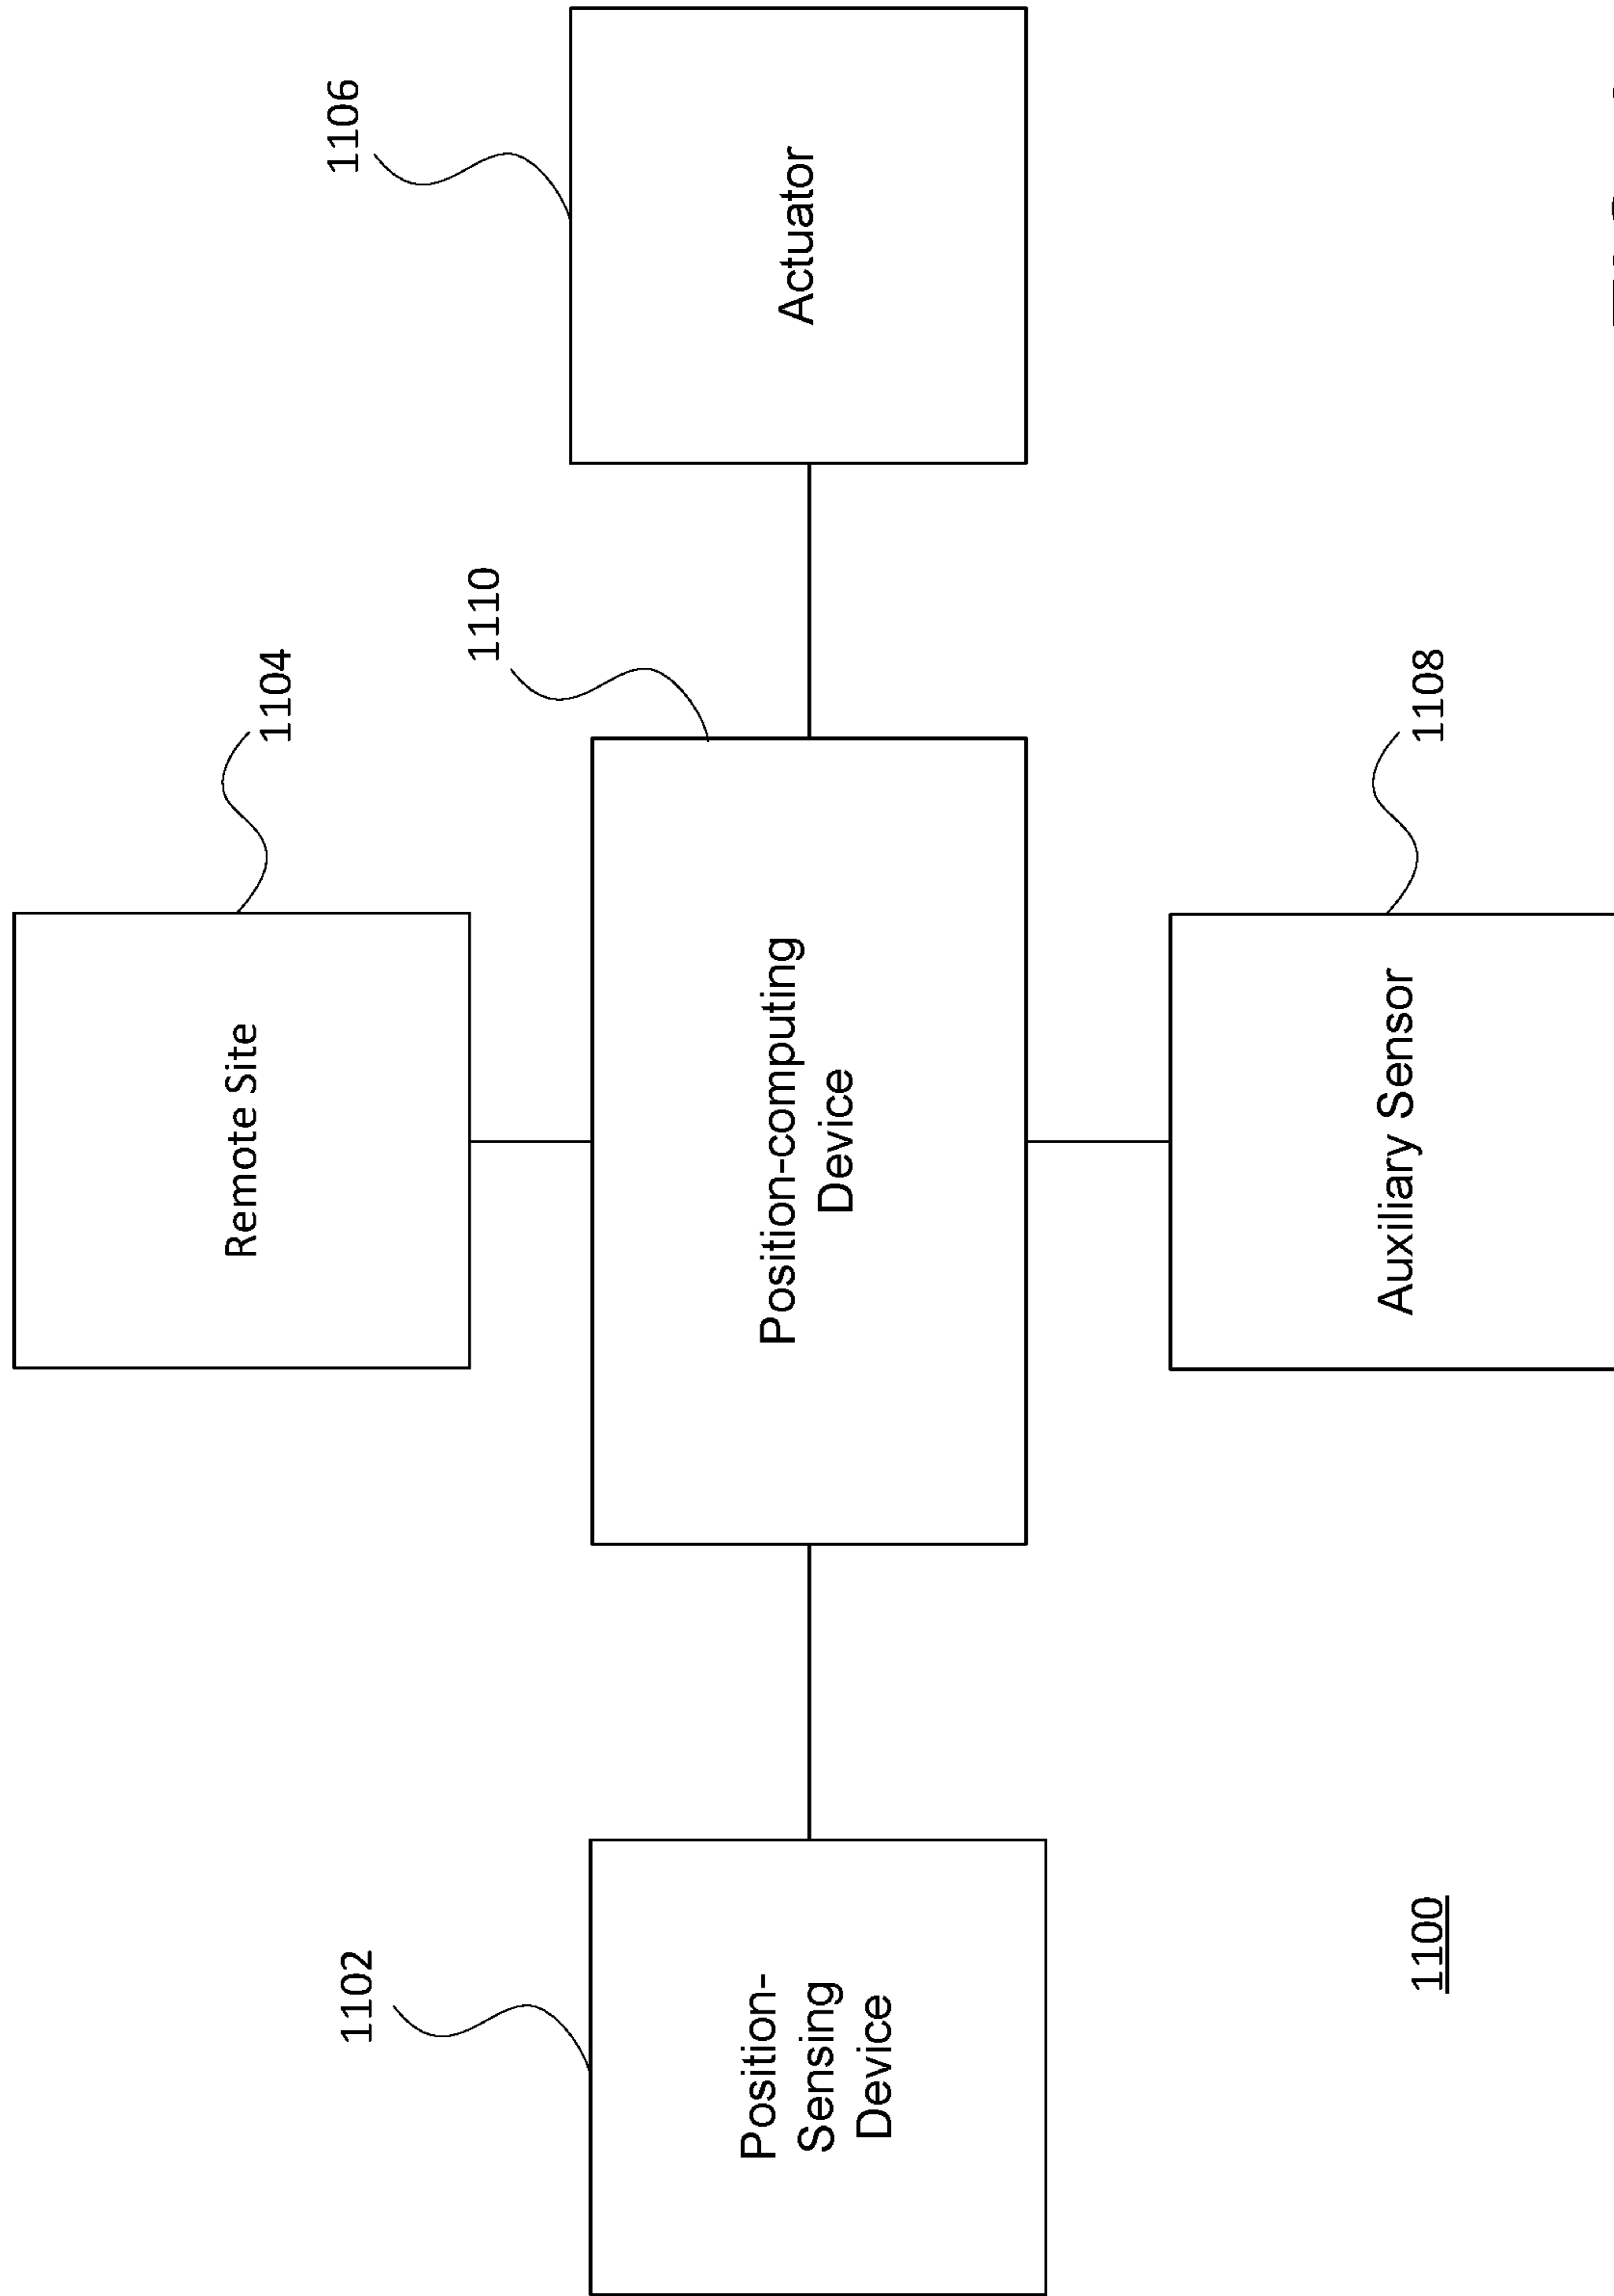 1104
Remote Site
1106
1110
1102
Position-
Sensing
Device
Position-computing
Device
Actuator
1108
Auxiliary Sensor
1100